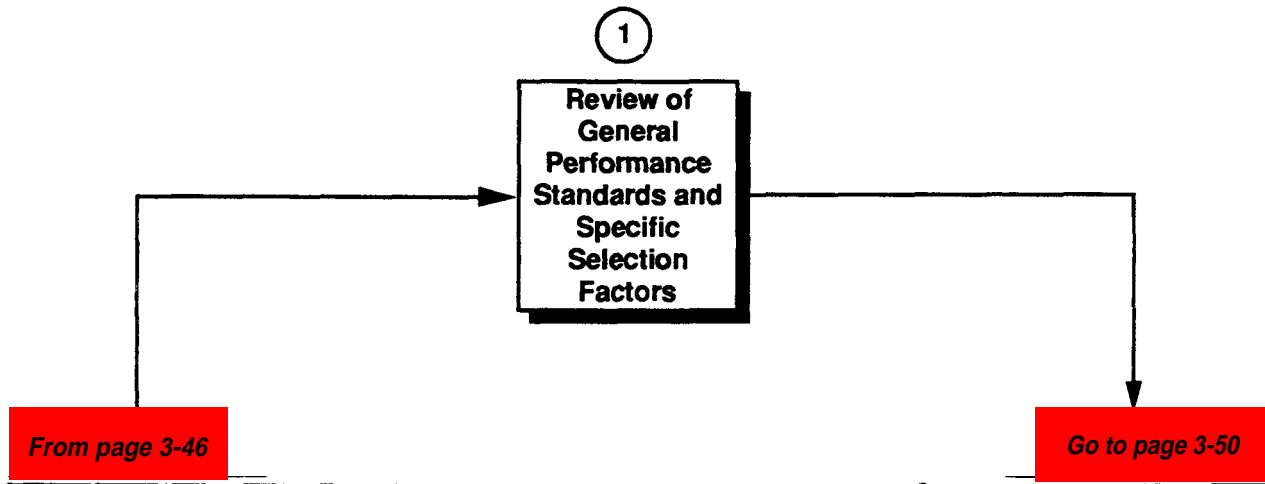 1
Review of
General
Performance
Standards and
Specific
Selection
Factors
From page 3-46
Go to page 3-50